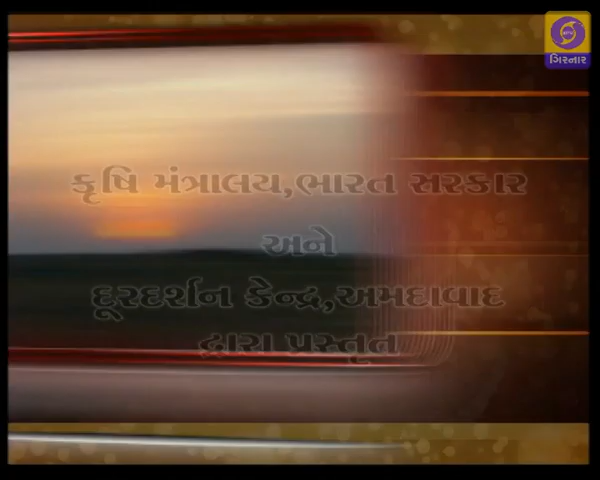 ગિરનાર
કૃષિ મંત્રાલય,ભારત સરકાર
અને
દૂરદર્શન કેન્દ્ર,અમદાવાદ
દ્વારા પ્રસ્તુત